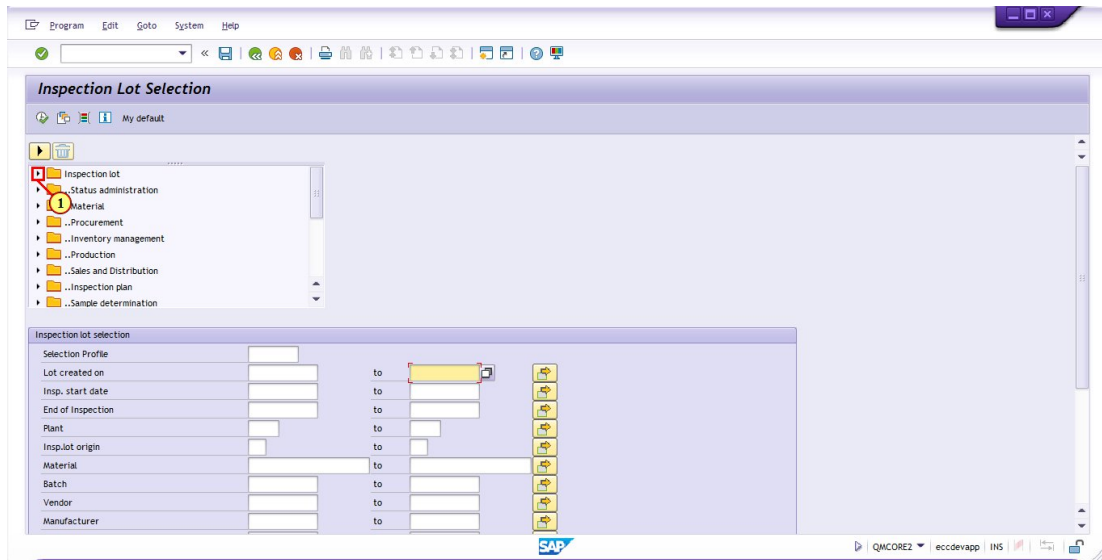 Program Edit Goto System Help
Inspection Lot Selection
My default
Inspection lot
..Status administration
1
Material
..Procurement
..Inventory management
..Production
..Sales and Distribution
..Inspection plan
..Sample determination
Inspection lot selection
Selection Profile
Lot created on to
Insp. start date to
End of Inspection to
Plant to
Insp.lot origin to
Material to
Batch to
Vendor to
Manufacturer to
SAP
QMCORE2 eccdevapp INS